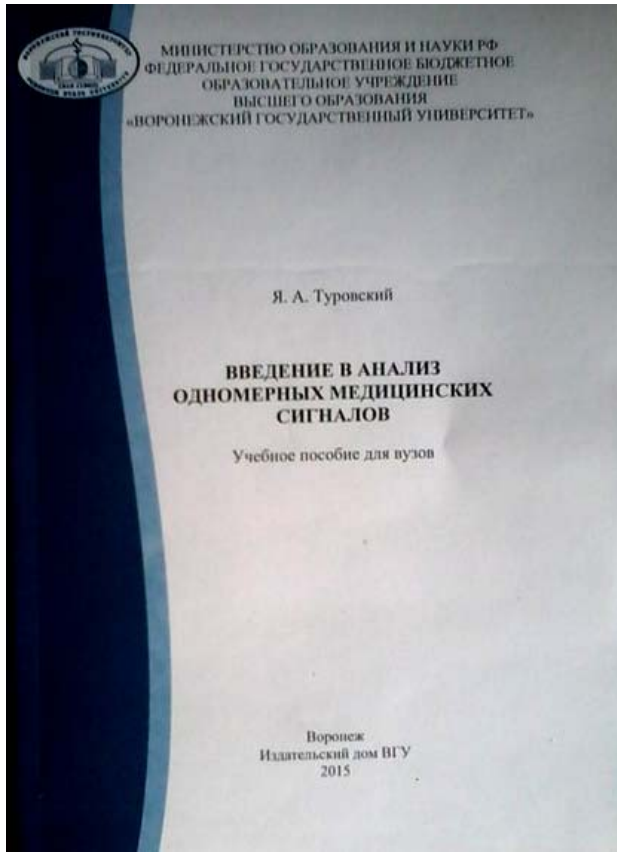 МИНИСТЕРСТВО ОБРАЗОВАНИЯ И НАУКИ РФ
ФЕДЕРАЛЬНОЕ ГОСУДАРСТВЕННОЕ БЮДЖЕТНОЕ
ОБРАЗОВАТЕЛЬНОЕ УЧРЕЖДЕНИЕ
ВЫСШЕГО ОБРАЗОВАНИЯ
«ВОРОНЕЖСКИЙ ГОСУДАРСТВЕННЫЙ УНИВЕРСИТЕТ»
Я. А. Туровский
ВВЕДЕНИЕ В АНАЛИЗ
ОДНОМЕРНЫХ МЕДИЦИНСКИХ
СИГНАЛОВ
Учебное пособие для вузов
Воронеж
Издательский дом ВГУ
2015